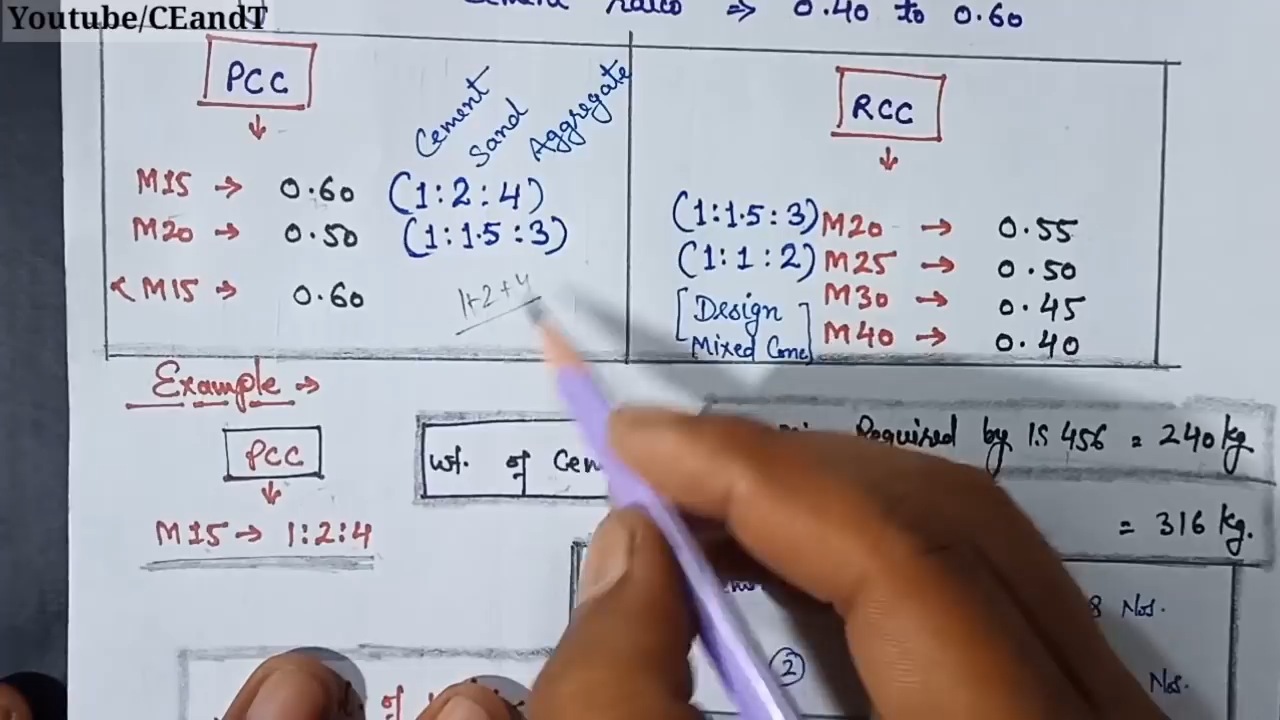 Youtube/CEandT
Cement ratio ⇒ 0.40 to 0.60
PCC
Cement
Sand
Aggregate
M15 → 0.60 (1:2:4)
M20 → 0.50 (1:1.5:3)
< M15 → 0.60
1+2+4
RCC
(1:1.5:3) M20 → 0.55
(1:1:2) M25 → 0.50
[Design M30 → 0.45
Mixed Conc] M40 → 0.40
Example →
PCC
M15 → 1:2:4
wt. of Cem
Required by IS 456 = 240 kg
= 316 kg.
8 Nos.
② Nos.
of